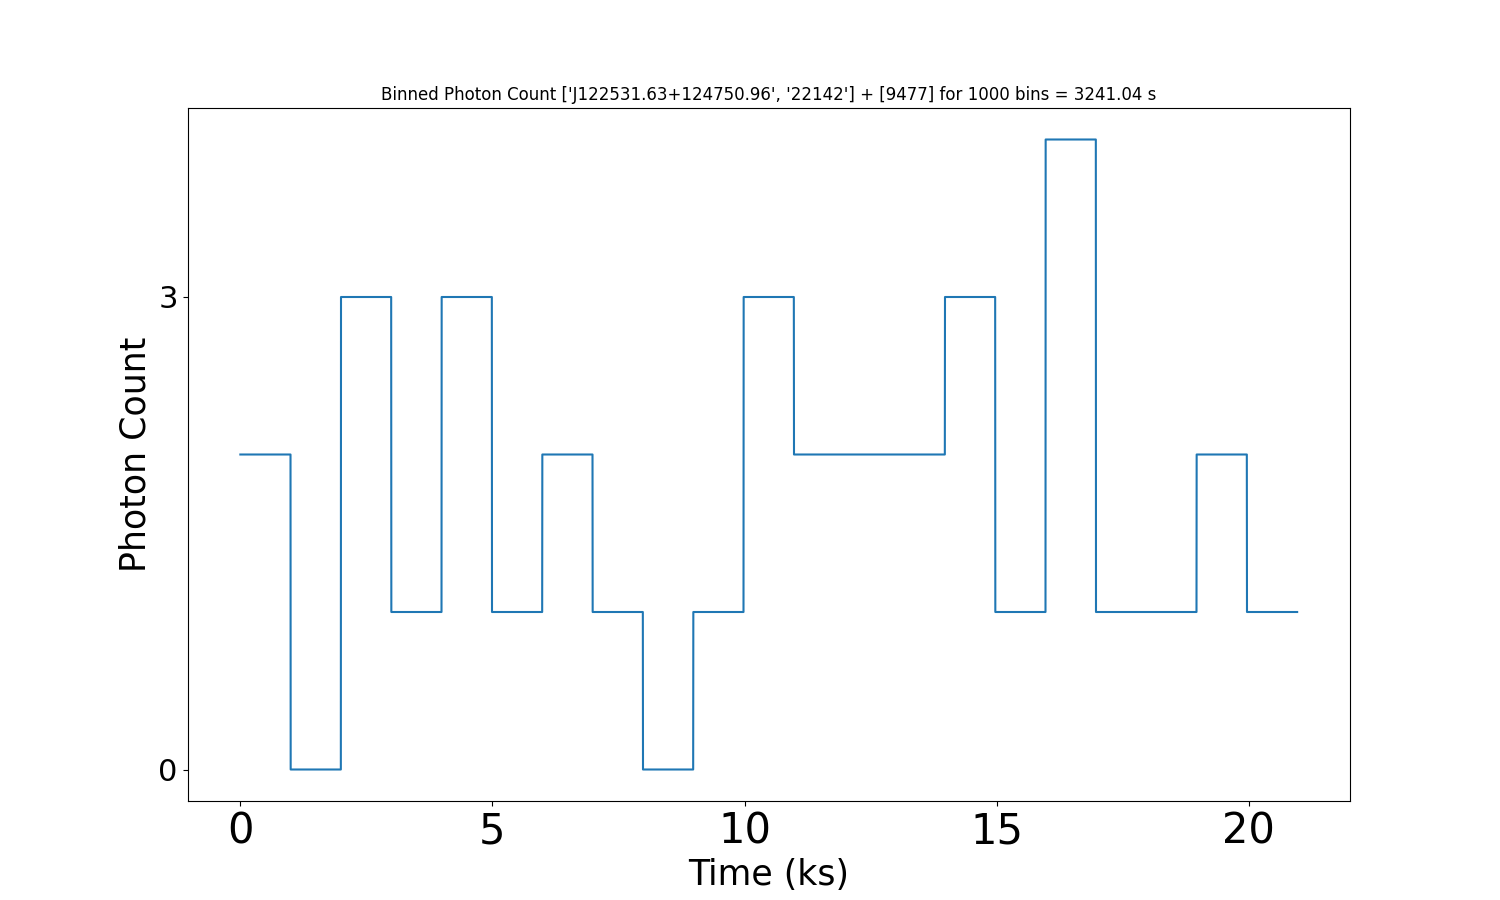 Binned Photon Count ['J122531.63+124750.96', '22142'] + [9477] for 1000 bins = 3241.04 s
3
Photon Count
0
0 5 10 15 20
Time (ks)